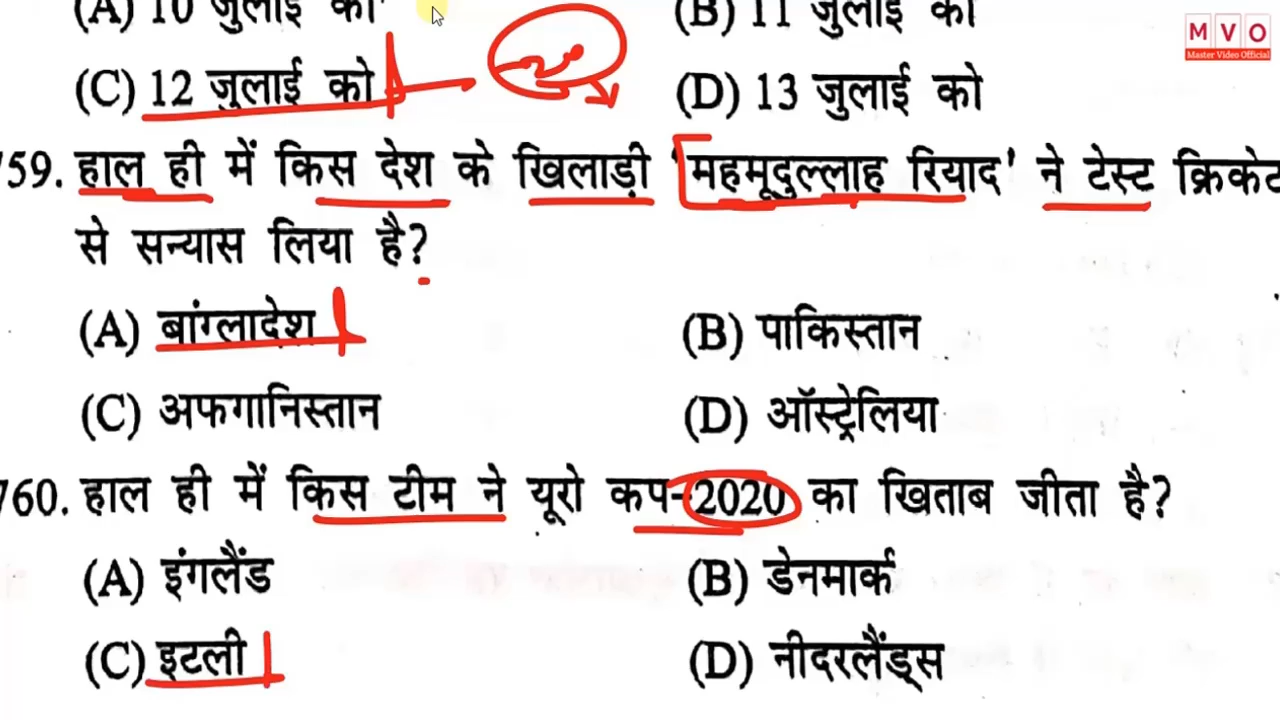 (A) 10 जुलाई को (B) 11 जुलाई को
M V O
Master Video Official
(C) 12 जुलाई को (D) 13 जुलाई को
759. हाल ही में किस देश के खिलाड़ी 'महमूदुल्लाह रियाद' ने टेस्ट क्रिकेट
से सन्यास लिया है?
(A) बांग्लादेश (B) पाकिस्तान
(C) अफगानिस्तान (D) ऑस्ट्रेलिया
760. हाल ही में किस टीम ने यूरो कप-2020 का खिताब जीता है?
(A) इंगलैंड (B) डेनमार्क
(C) इटली (D) नीदरलैंड्स